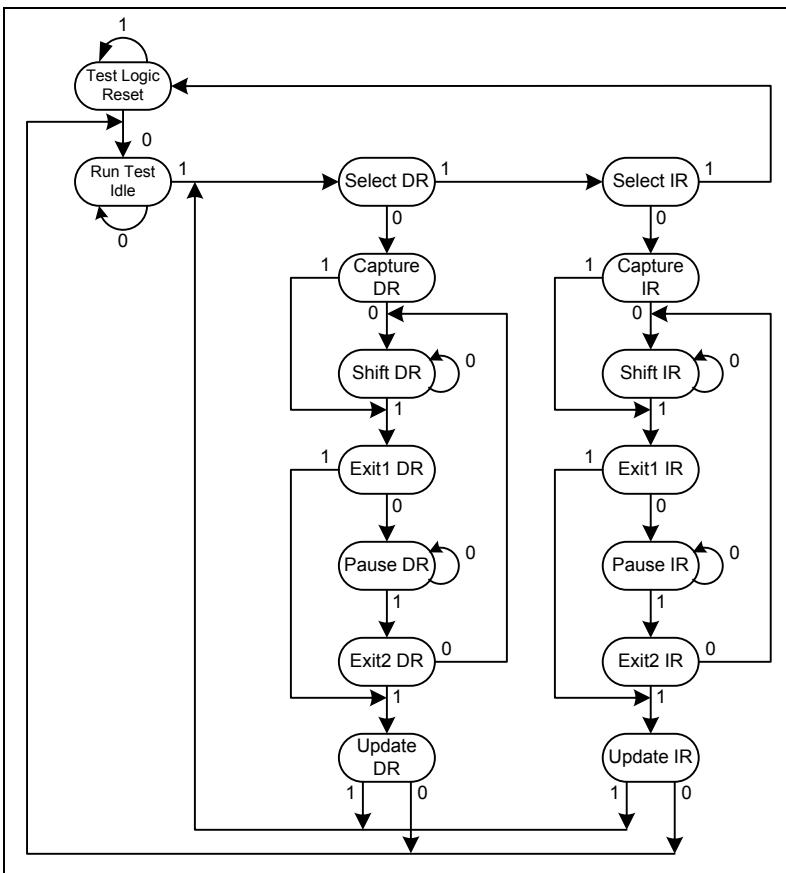 1
Test Logic
Reset
0
Run Test
Idle
1
0
Select DR
1
Select IR
1
0
0
1
Capture
DR
1
Capture
IR
0
0
Shift DR
0
Shift IR
0
1
1
1
Exit1 DR
1
Exit1 IR
0
0
Pause DR
0
Pause IR
0
1
1
Exit2 DR
0
Exit2 IR
0
1
1
Update
DR
Update IR
1
0
1
0